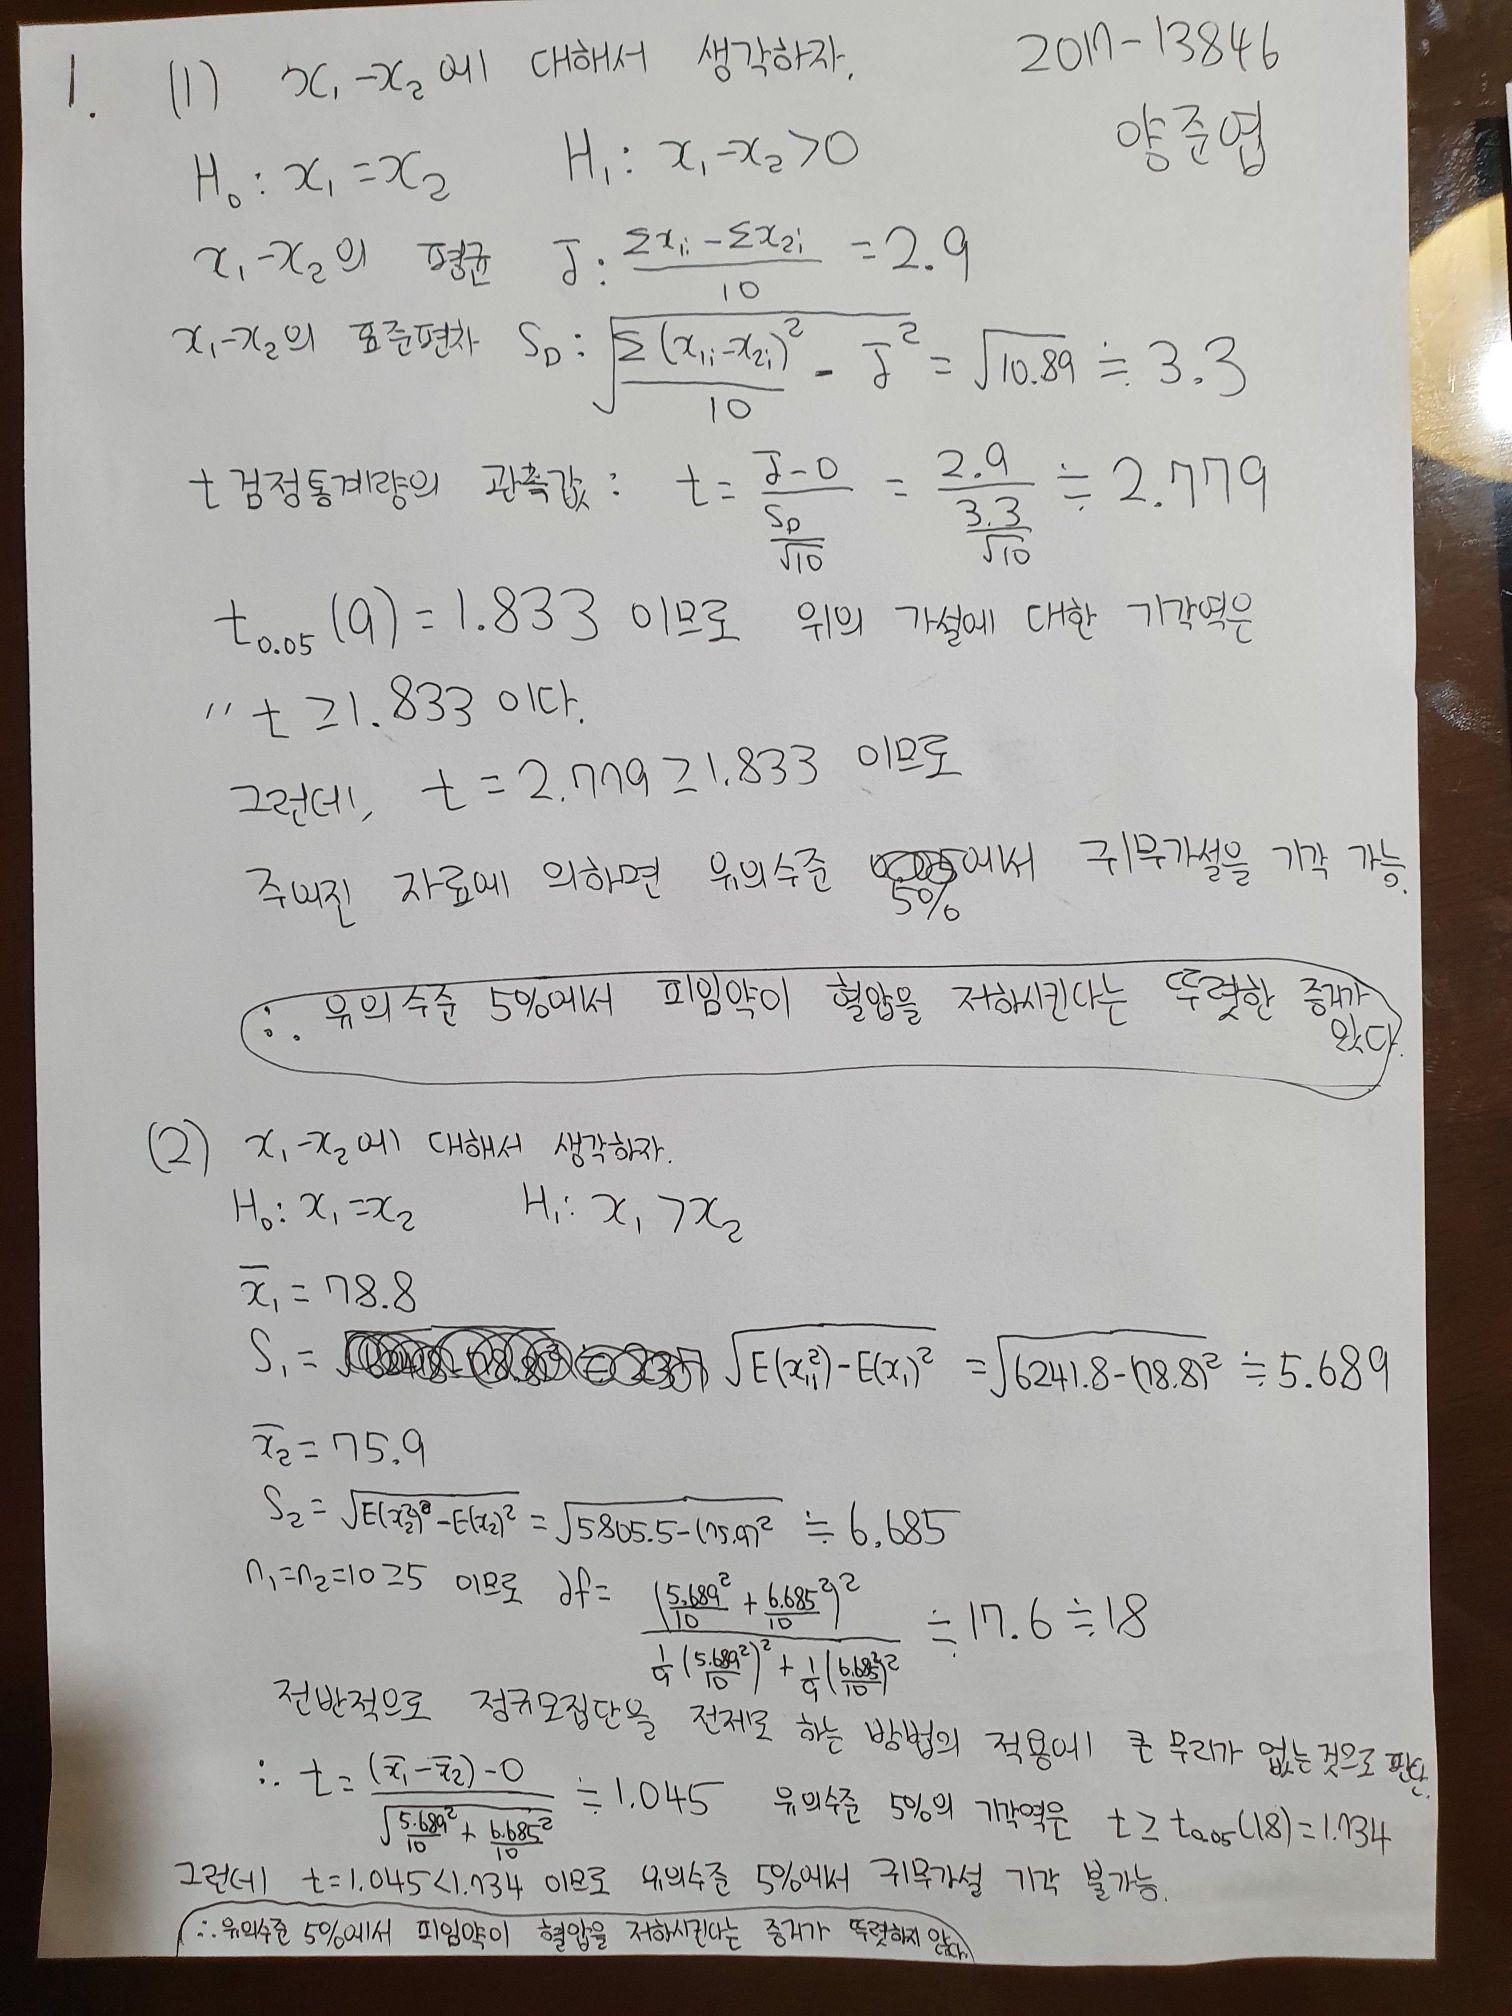 1. (1) x₁-x₂에 대해서 생각하자. 2017-13846
양준엽
H₀: x₁=x₂ H₁: x₁-x₂>0
x₁-x₂의 평균 d̄: (Σx₁ᵢ-Σx₂ᵢ)/10 = 2.9
x₁-x₂의 표준편차 S_D: √(Σ(x₁ᵢ-x₂ᵢ)²/10 - d̄²) = √10.89 ≒ 3.3
t검정통계량의 관측값: t = (d̄-0)/(S_D/√10) = 2.9/(3.3/√10) ≒ 2.779
t₀.₀₅(9)=1.833 이므로 위의 가설에 대한 기각역은
〃 t≥1.833 이다.
그런데, t=2.779≥1.833 이므로
주어진 자료에 의하면 유의수준 5%에서 귀무가설을 기각 가능.
∴ 유의수준 5%에서 피임약이 혈압을 저하시킨다는 뚜렷한 증거가
있다.
(2) x₁-x₂에 대해서 생각하자.
H₀: x₁=x₂ H₁: x₁>x₂
x̄₁=78.8
S₁= √(E(x₁ᵢ²)-E(x₁)²) = √(6241.8-(78.8)²) ≒ 5.689
x̄₂=75.9
S₂= √(E(x₂²)-E(x₂)²) = √(5805.5-(75.9)²) ≒ 6.685
n₁=n₂=10≥5 이므로 df= (5.689²/10 + 6.685²/10)² / (1/9(5.689²/10)² + 1/9(6.685²/10)²) ≒ 17.6 ≒ 18
전반적으로 정규모집단을 전제로 하는 방법의 적용에 큰 무리가 없는 것으로 판단.
∴ t= ((x̄₁-x̄₂)-0)/√(5.689²/10 + 6.685²/10) ≒ 1.045 유의수준 5%의 기각역은 t≥t₀.₀₅(18)=1.734
그런데 t=1.045<1.734 이므로 유의수준 5%에서 귀무가설 기각 불가능.
∴ 유의수준 5%에서 피임약이 혈압을 저하시킨다는 증거가 뚜렷하지 않다.